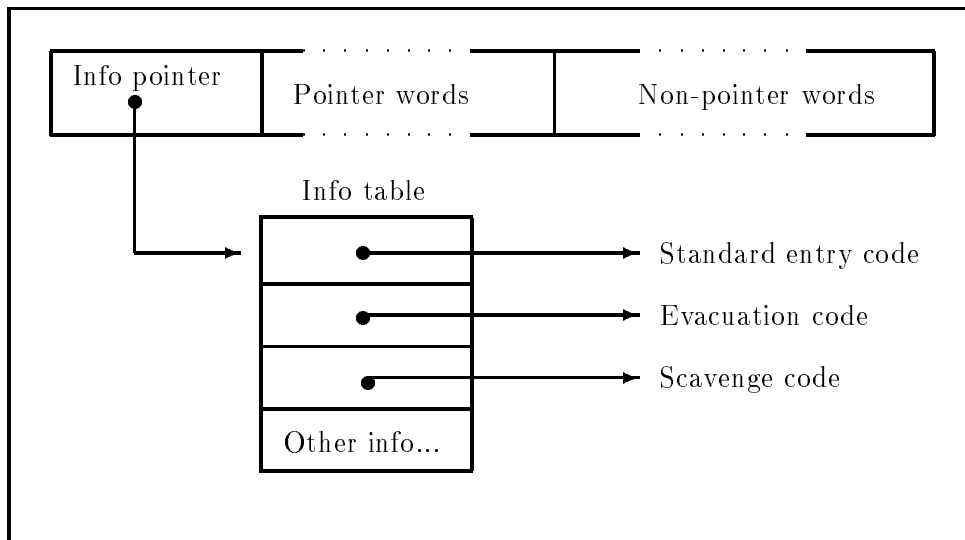 Info pointer
Pointer words
Non-pointer words
Info table
Standard entry code
Evacuation code
Scavenge code
Other info...